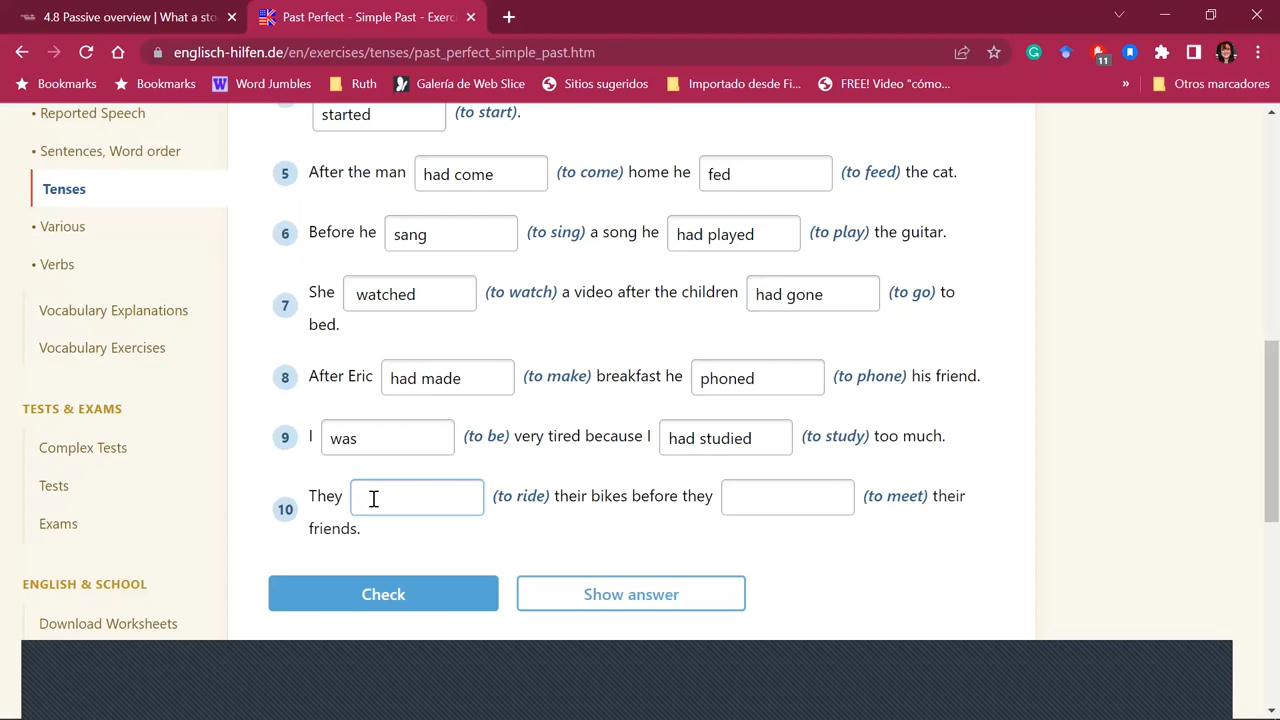 4.8 Passive overview | What a sto
Past Perfect - Simple Past - Exerc
englisch-hilfen.de/en/exercises/tenses/past_perfect_simple_past.htm
11
Bookmarks
Bookmarks
Word Jumbles
Ruth
Galería de Web Slice
Sitios sugeridos
Importado desde Fi...
FREE! Video "cómo...
»
Otros marcadores
• Reported Speech
• Sentences, Word order
Tenses
• Various
• Verbs
Vocabulary Explanations
Vocabulary Exercises
TESTS & EXAMS
Complex Tests
Tests
Exams
ENGLISH & SCHOOL
Download Worksheets
started (to start).
5 After the man had come (to come) home he fed (to feed) the cat.
6 Before he sang (to sing) a song he had played (to play) the guitar.
7 She watched (to watch) a video after the children had gone (to go) to
bed.
8 After Eric had made (to make) breakfast he phoned (to phone) his friend.
9 I was (to be) very tired because I had studied (to study) too much.
10 They (to ride) their bikes before they (to meet) their
friends.
Check
Show answer